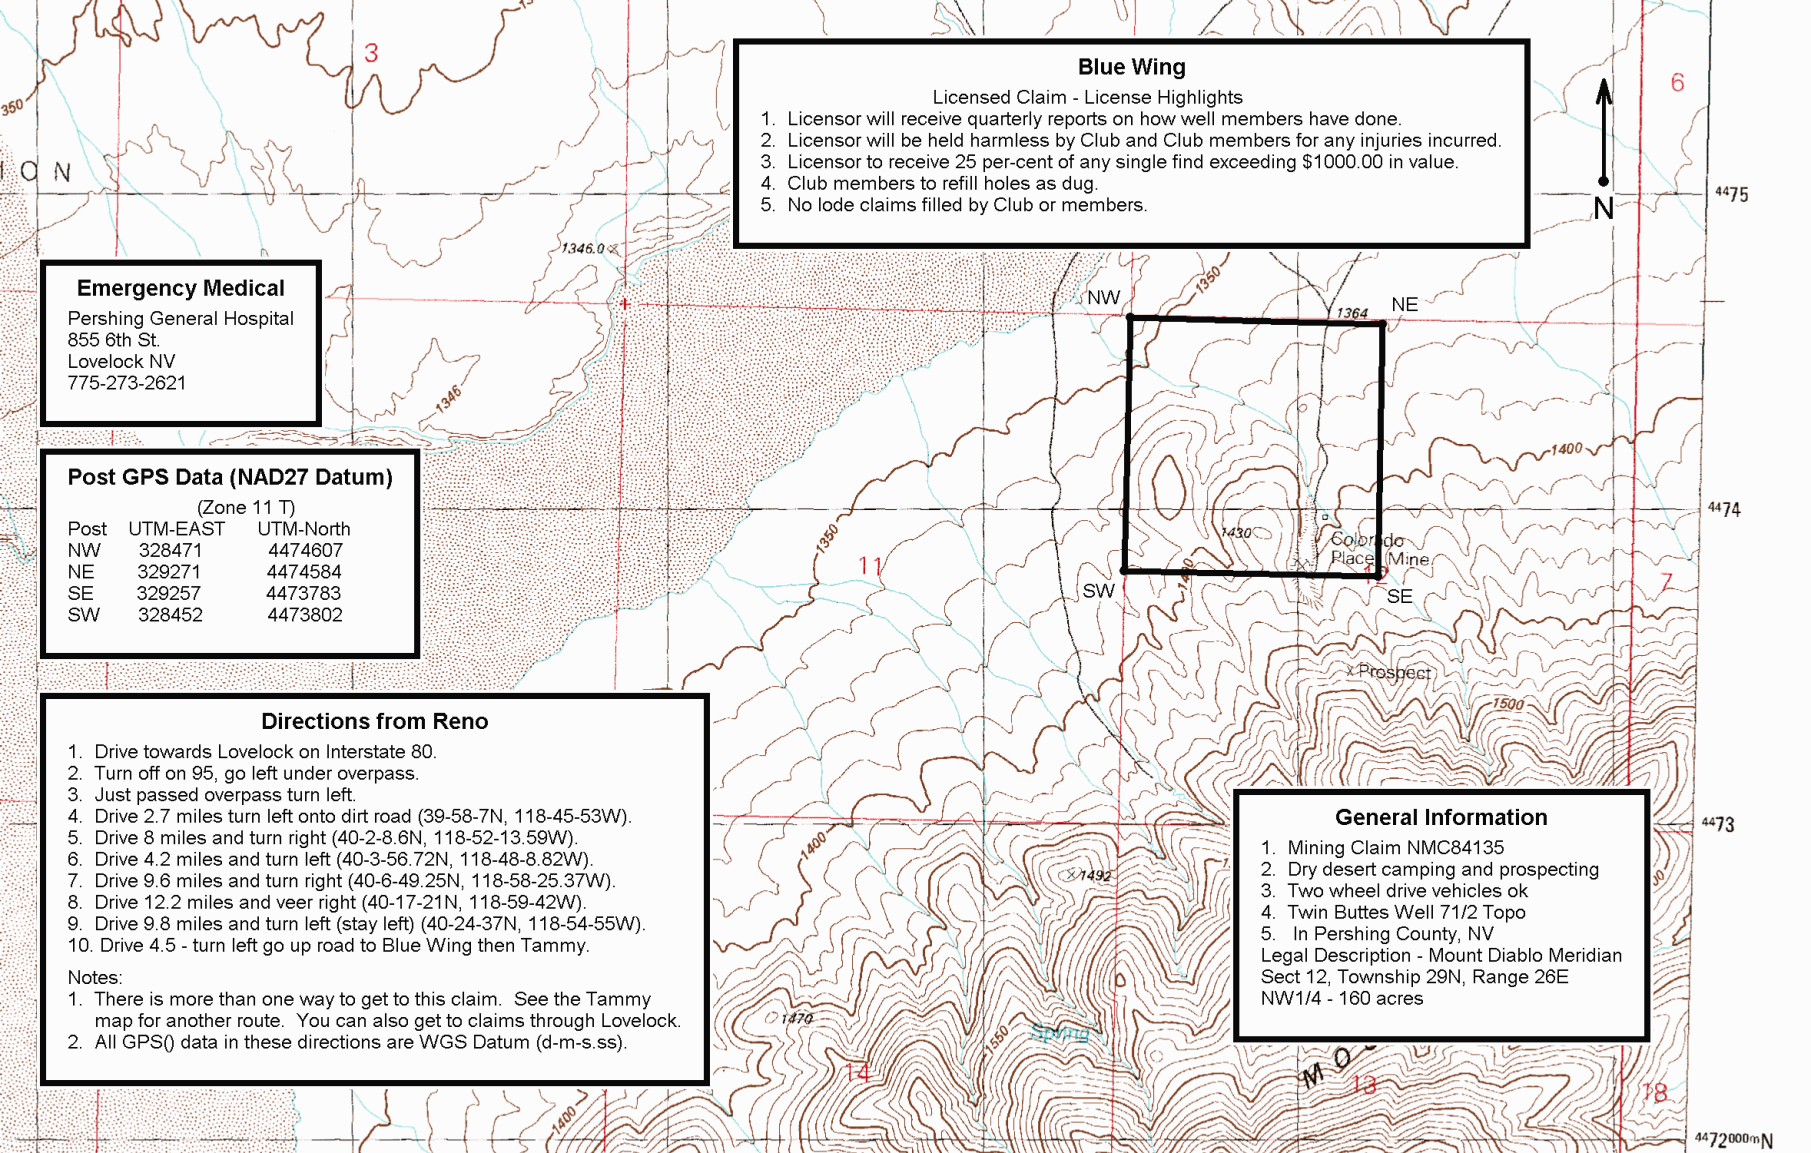 3
6
350
I O N
Blue Wing
Licensed Claim - License Highlights
1. Licensor will receive quarterly reports on how well members have done.
2. Licensor will be held harmless by Club and Club members for any injuries incurred.
3. Licensor to receive 25 per-cent of any single find exceeding $1000.00 in value.
4. Club members to refill holes as dug.
5. No lode claims filled by Club or members.
N
4475
1346.0
Emergency Medical
Pershing General Hospital
855 6th St.
Lovelock NV
775-273-2621
1346
NW
1350
1364
NE
1400
Post GPS Data (NAD27 Datum)
(Zone 11 T)
Post UTM-EAST UTM-North
NW 328471 4474607
NE 329271 4474584
SE 329257 4473783
SW 328452 4473802
1350
11
1430
Colorado
Placer Mine
4474
12
1400
SW
SE
7
Prospect
1500
Directions from Reno
1. Drive towards Lovelock on Interstate 80.
2. Turn off on 95, go left under overpass.
3. Just passed overpass turn left.
4. Drive 2.7 miles turn left onto dirt road (39-58-7N, 118-45-53W).
5. Drive 8 miles and turn right (40-2-8.6N, 118-52-13.59W).
6. Drive 4.2 miles and turn left (40-3-56.72N, 118-48-8.82W).
7. Drive 9.6 miles and turn right (40-6-49.25N, 118-58-25.37W).
8. Drive 12.2 miles and veer right (40-17-21N, 118-59-42W).
9. Drive 9.8 miles and turn left (stay left) (40-24-37N, 118-54-55W).
10. Drive 4.5 - turn left go up road to Blue Wing then Tammy.
Notes:
1. There is more than one way to get to this claim. See the Tammy
map for another route. You can also get to claims through Lovelock.
2. All GPS() data in these directions are WGS Datum (d-m-s.ss).
1400
1492
4473
General Information
1. Mining Claim NMC84135
2. Dry desert camping and prospecting
3. Two wheel drive vehicles ok
4. Twin Buttes Well 71/2 Topo
5. In Pershing County, NV
Legal Description - Mount Diablo Meridian
Sect 12, Township 29N, Range 26E
NW1/4 - 160 acres
1470
1550
Spring
14
M O
13
18
1400
4472000mN